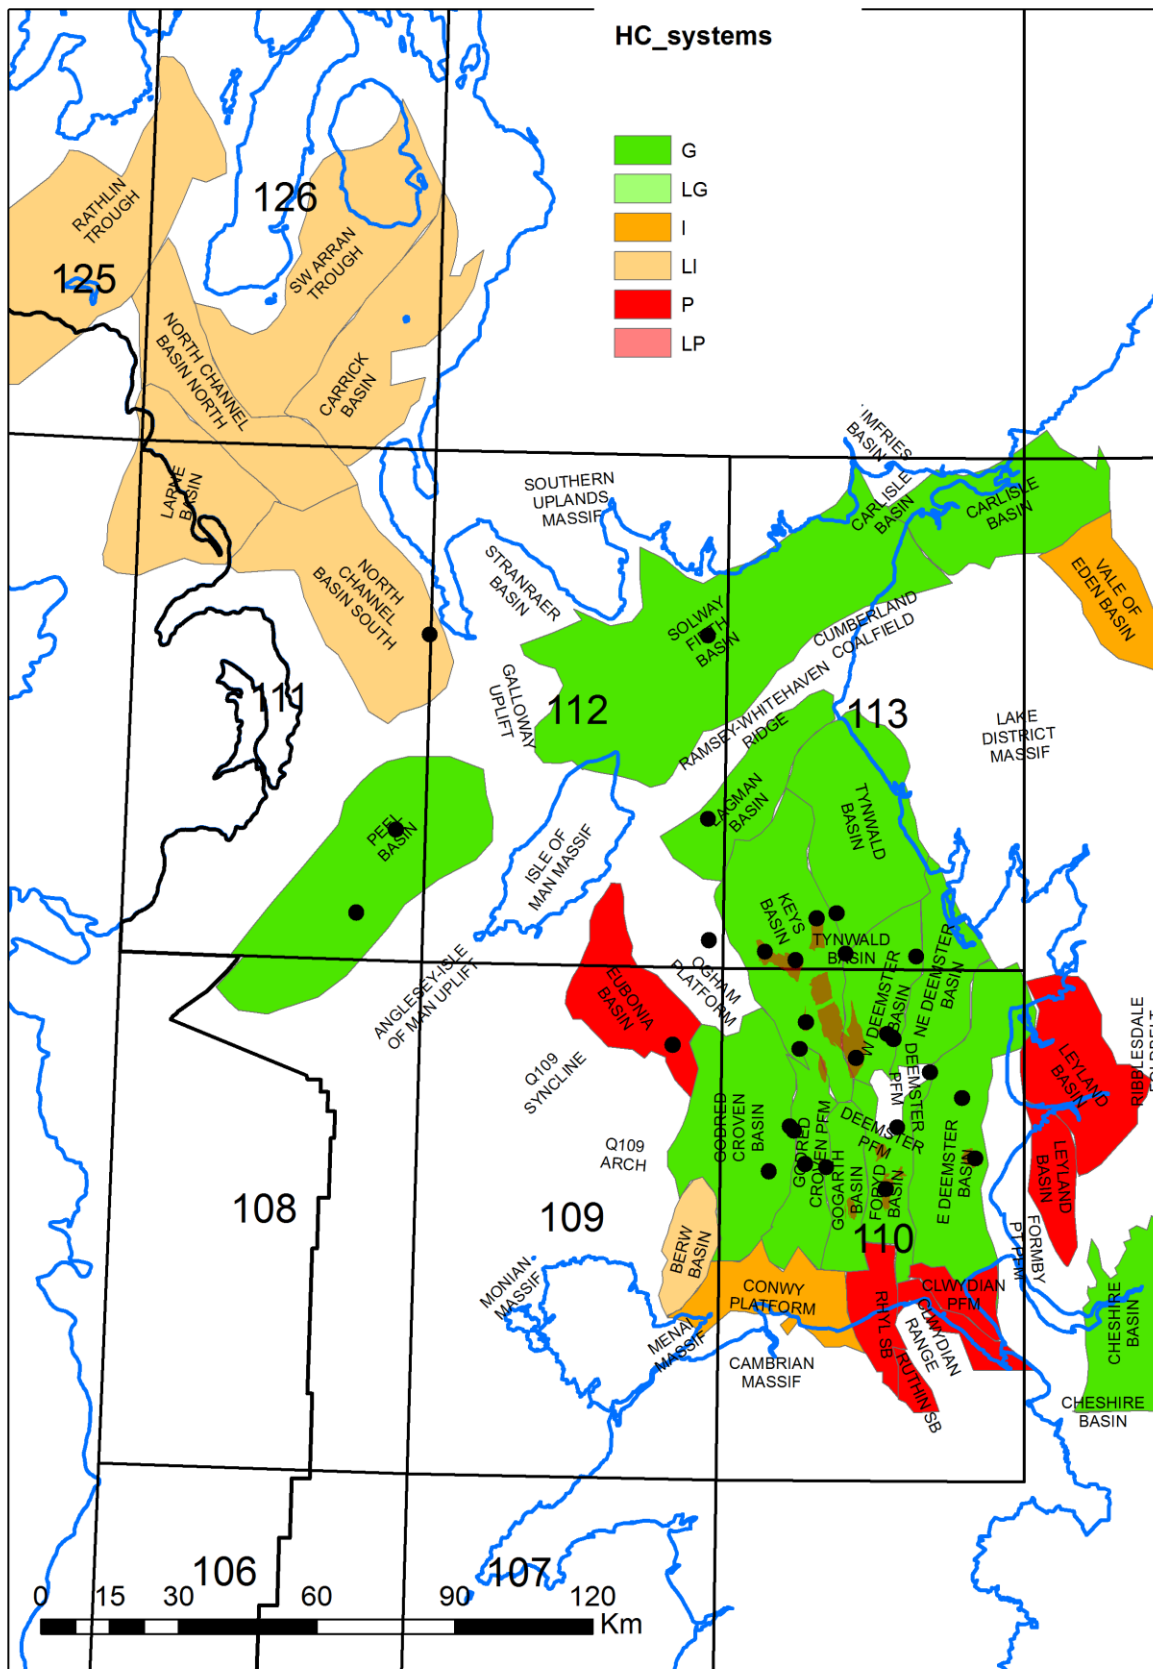 HC_systems
G
LG
I
LI
P
LP
RATHLIN
TROUGH
126
125
SW ARRAN
TROUGH
NORTH CHANNEL
BASIN NORTH
CARRICK
BASIN
LARNE
BASIN
SOUTHERN
UPLANDS
MASSIF
IMFRIES
BASIN
CARLISLE
BASIN
CARLISLE
BASIN
VALE OF
EDEN BASIN
STRANRAER
BASIN
NORTH
CHANNEL
BASIN SOUTH
SOLWAY
FIRTH
BASIN
CUMBERLAND
COALFIELD
GALLOWAY
UPLIFT
111
112
113
RAMSEY-WHITEHAVEN
RIDGE
LAKE
DISTRICT
MASSIF
LAGMAN
BASIN
TYNWALD
BASIN
PEEL
BASIN
ISLE OF
MAN MASSIF
KEYS
BASIN
TYNWALD
BASIN
OGHAM
PLATFORM
ANGLESEY-ISLE
OF MAN UPLIFT
EUBONIA
BASIN
W DEEMSTER
BASIN
NE DEEMSTER
BASIN
Q109
SYNCLINE
DEEMSTER
PFM
LEYLAND
BASIN
RIBBLESDALE
GODRED
CROVEN
BASIN
GODRED
CROVEN PFM
DEEMSTER
PFM
Q109
ARCH
GOGARTH
BASIN
FORYD
BASIN
E DEEMSTER
BASIN
LEYLAND
BASIN
108
109
110
BERW
BASIN
FORMBY
PT PFM
MONIAN
MASSIF
CONWY
PLATFORM
RHYL SB
CLWYDIAN
PFM
CLWYDIAN
RANGE
CHESHIRE
BASIN
MENAI
MASSIF
CAMBRIAN
MASSIF
RUTHIN SB
CHESHIRE
BASIN
106
107
0 15 30 60 90 120
Km